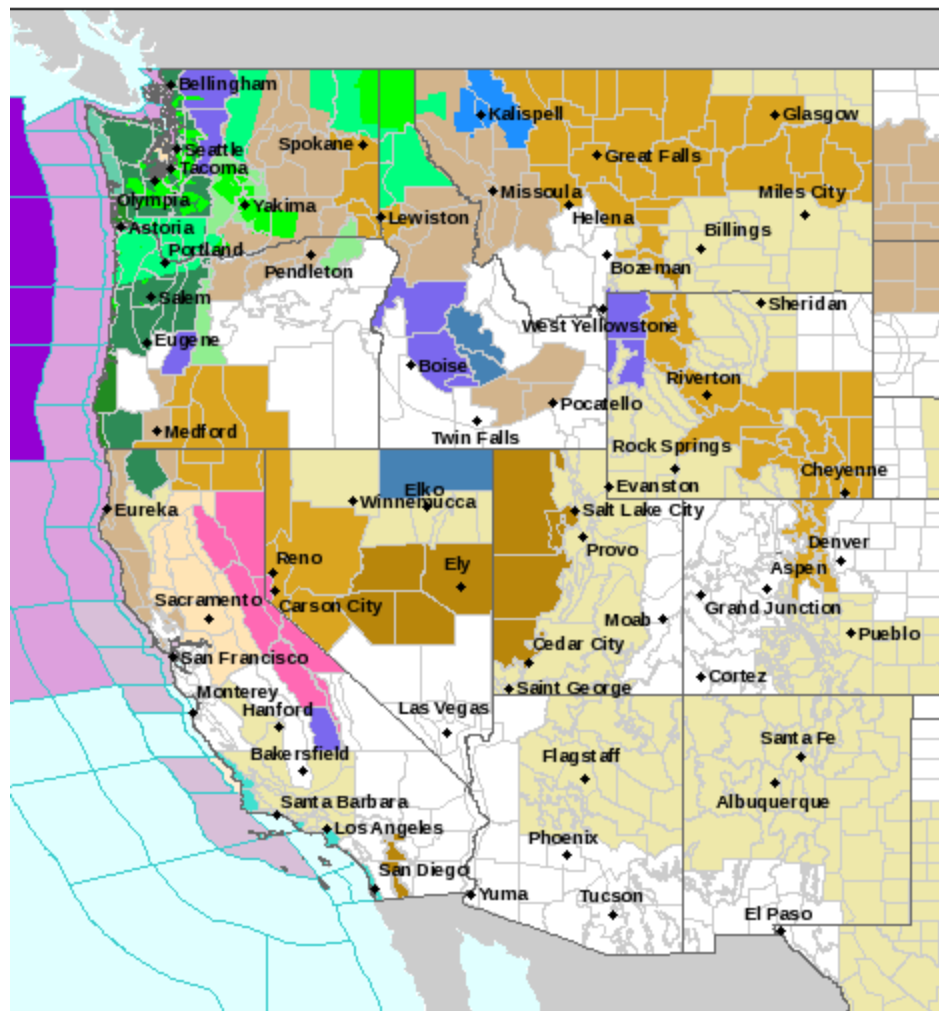 Bellingham
Kalispell
Glasgow
Seattle
Spokane
Great Falls
Tacoma
Olympia
Yakima
Missoula
Miles City
Lewiston
Helena
Astoria
Billings
Portland
Pendleton
Bozeman
Salem
Sheridan
West Yellowstone
Eugene
Boise
Riverton
Pocatello
Medford
Twin Falls
Rock Springs
Cheyenne
Evanston
Elko
Winnemucca
Eureka
Salt Lake City
Denver
Provo
Reno
Ely
Aspen
Sacramento
Carson City
Grand Junction
Moab
Pueblo
Cedar City
San Francisco
Cortez
Saint George
Monterey
Hanford
Las Vegas
Santa Fe
Bakersfield
Flagstaff
Albuquerque
Santa Barbara
Los Angeles
Phoenix
San Diego
Yuma
Tucson
El Paso